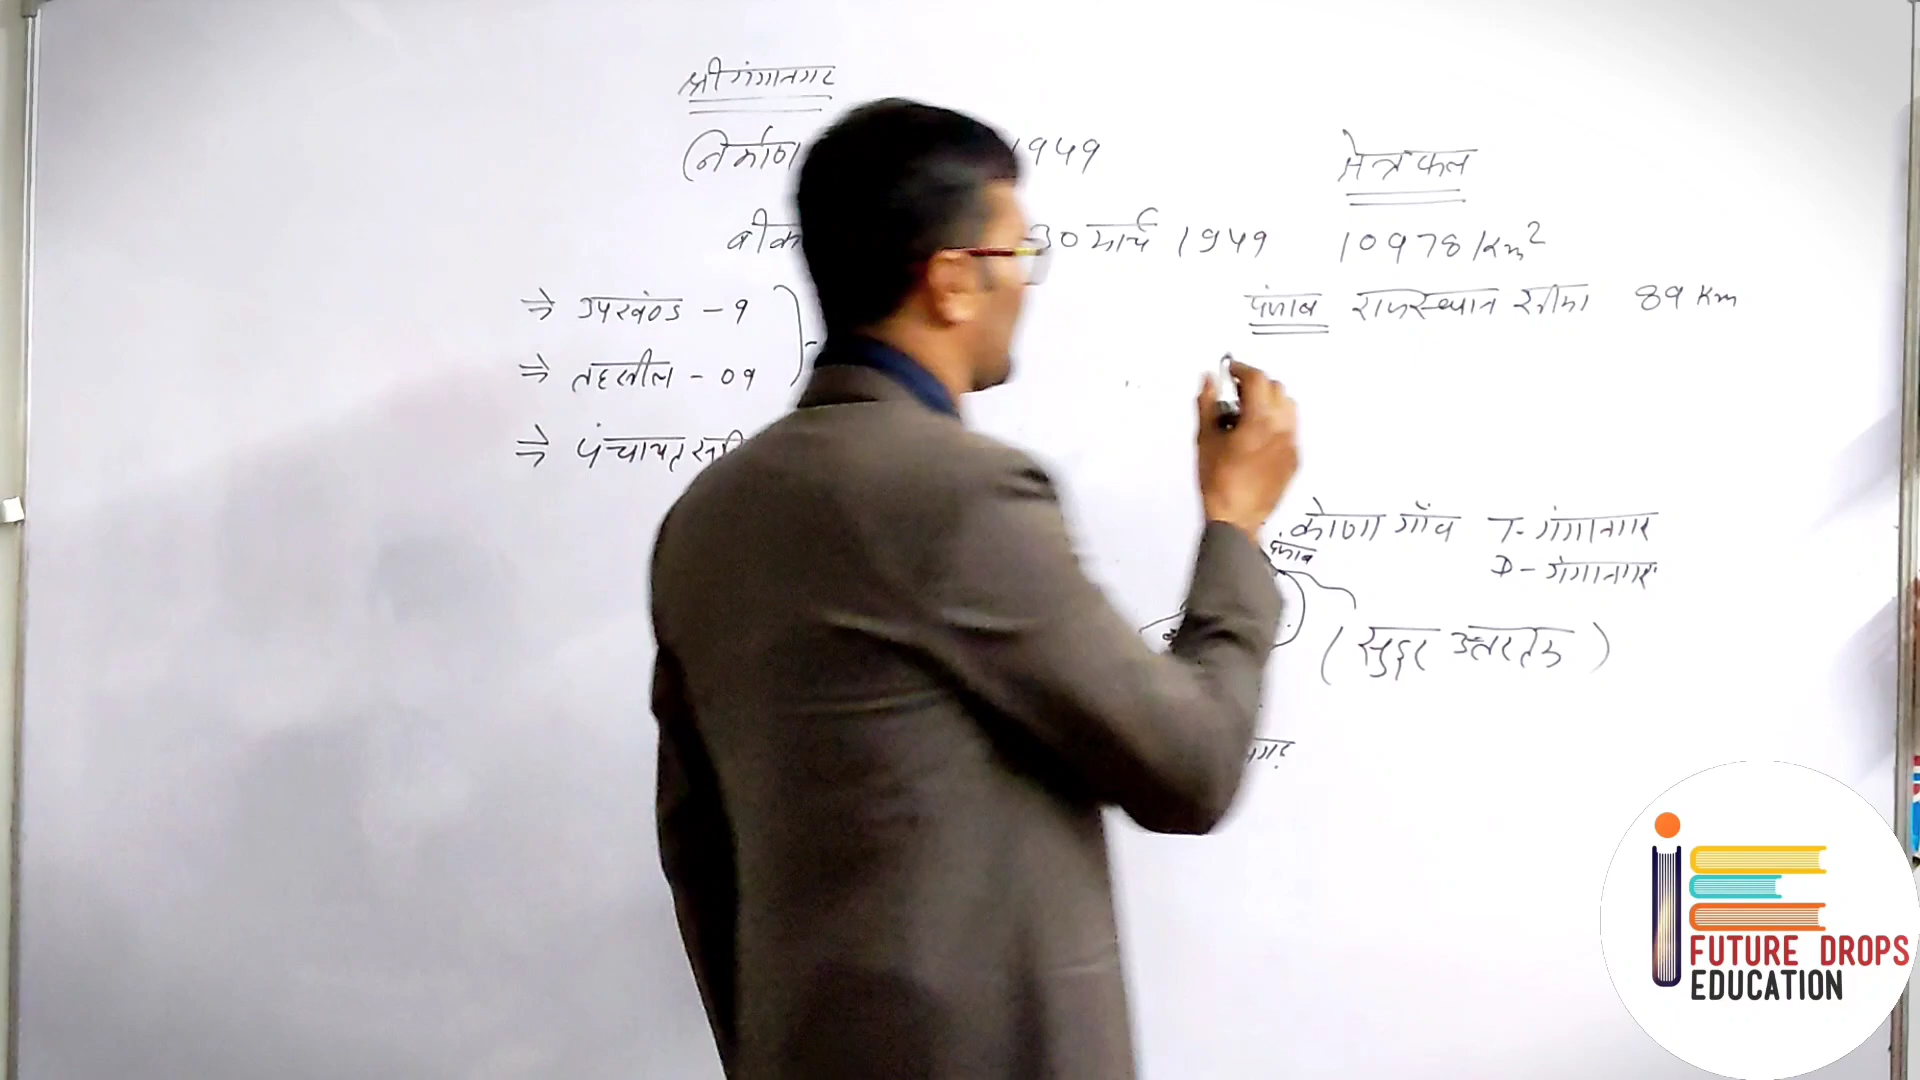 श्री गंगानगर
निर्माण 1949
क्षेत्रफल
बीका 30 मार्च 1949
10978 Km²
⇒ उपखंड - 9
पंजाब राजस्थान सीमा 89 Km
⇒ तहसील - 09
⇒ पंचायत समी
कोणा गाँव T- गंगानगर
पंजाब
D - गंगानगर
(सुदूर उत्तरतम)
FUTURE DROPS
EDUCATION